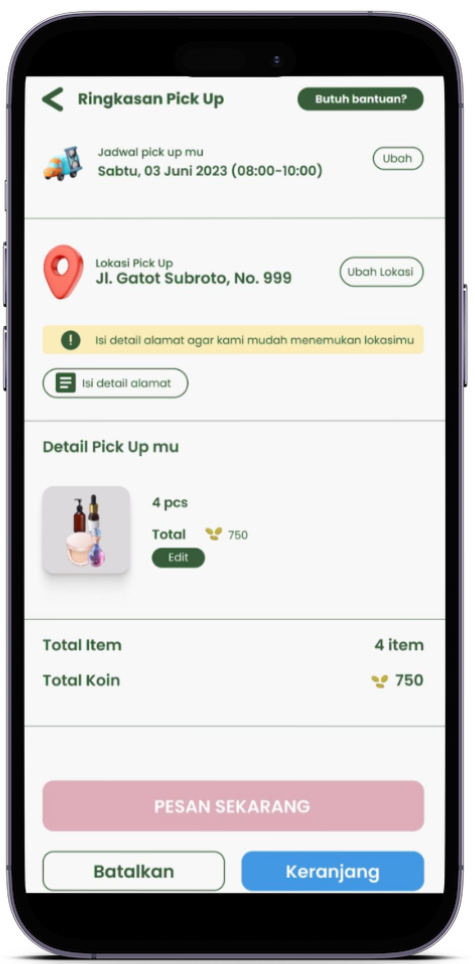 Ringkasan Pick Up
Butuh bantuan?
Jadwal pick up mu
Sabtu, 03 Juni 2023 (08:00-10:00)
Ubah
Lokasi Pick Up
Jl. Gatot Subroto, No. 999
Ubah Lokasi
Isi detail alamat agar kami mudah menemukan lokasimu
Isi detail alamat
Detail Pick Up mu
4 pcs
Total 750
Edit
Total Item 4 item
Total Koin 750
PESAN SEKARANG
Batalkan Keranjang